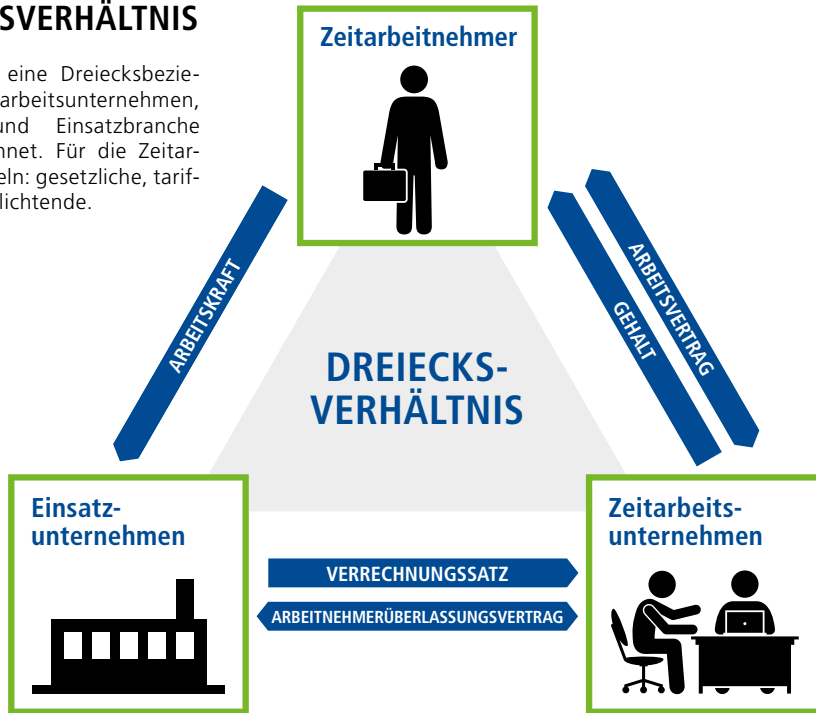 SVERHÄLTNIS
eine Dreiecksbezie-
arbeitsunternehmen,
und Einsatzbranche
nnet. Für die Zeitar-
eln: gesetzliche, tarif-
lichtende.
Zeitarbeitnehmer
ARBEITSKRAFT
GEHALT
ARBEITSVERTRAG
DREIECKS-
VERHÄLTNIS
Einsatz-
unternehmen
Zeitarbeits-
unternehmen
VERRECHNUNGSSATZ
ARBEITNEHMERÜBERLASSUNGSVERTRAG